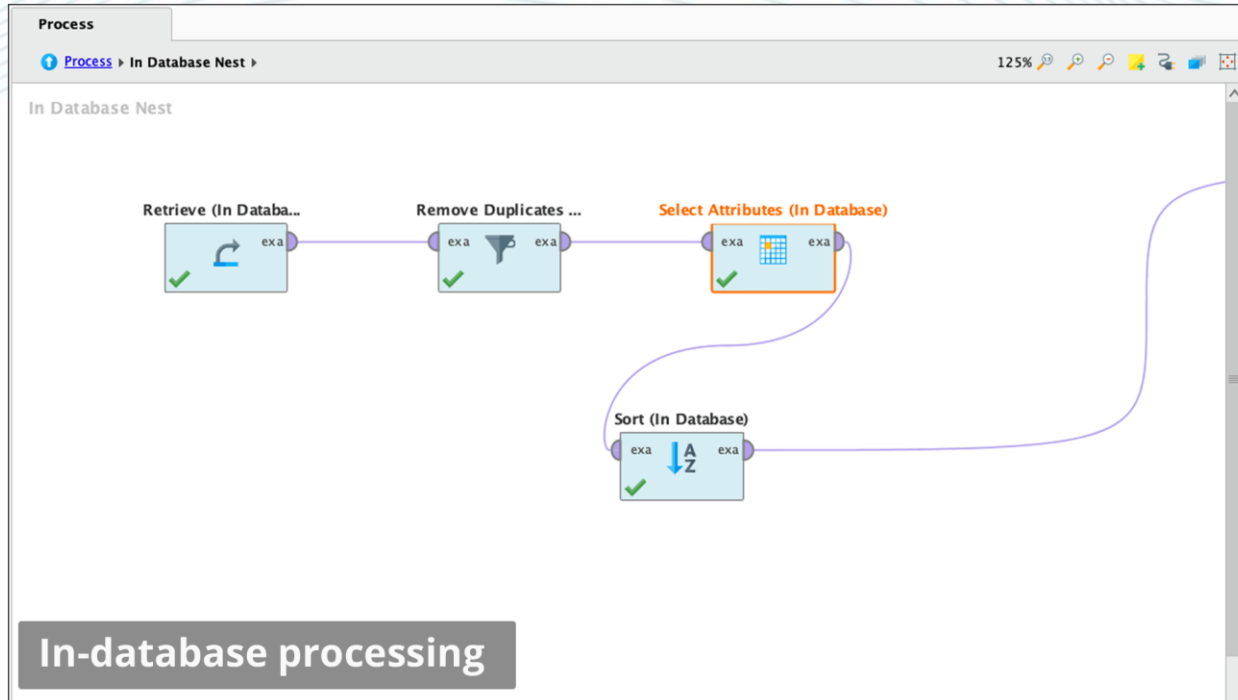 Process
Process In Database Nest
125%
In Database Nest
Retrieve (In Databa...
Remove Duplicates ...
Select Attributes (In Database)
exa
exa exa
exa exa
Sort (In Database)
exa A Z exa
In-database processing